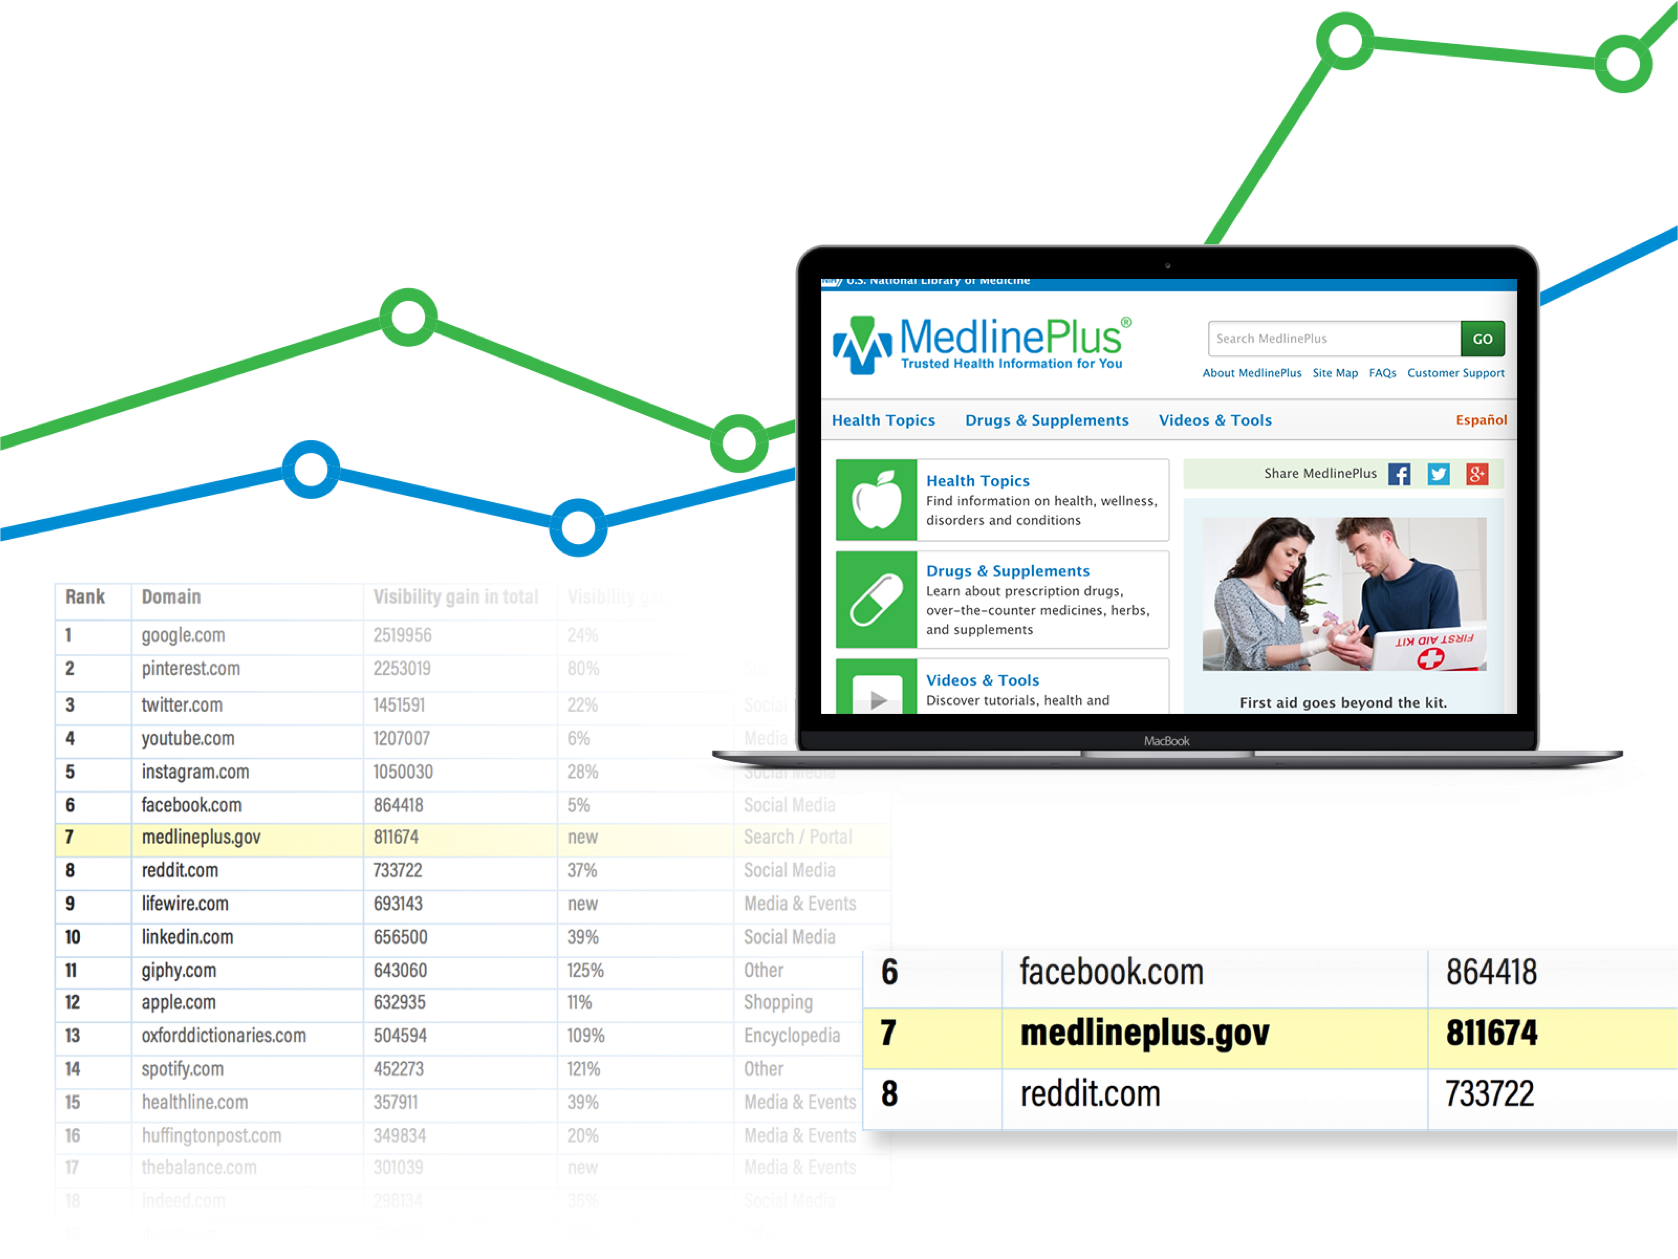 U.S. National Library of Medicine
MedlinePlus®
Trusted Health Information for You
Search MedlinePlus
GO
About MedlinePlus Site Map FAQs Customer Support
Health Topics Drugs & Supplements Videos & Tools Español
Share MedlinePlus
Health Topics
Find information on health, wellness,
disorders and conditions
Drugs & Supplements
Learn about prescription drugs,
over-the-counter medicines, herbs,
and supplements
Videos & Tools
Discover tutorials, health and
FIRST AID KIT
First aid goes beyond the kit.
MacBook
Rank Domain Visibility gain in total Visibility
1 google.com 2519956 24%
2 pinterest.com 2253019 80%
3 twitter.com 1451591 22% Social
4 youtube.com 1207007 6% Media
5 instagram.com 1050030 28% Social Media
6 facebook.com 864418 5% Social Media
7 medlineplus.gov 811674 new Search / Portal
8 reddit.com 733722 37% Social Media
9 lifewire.com 693143 new Media & Events
10 linkedin.com 656500 39% Social Media
11 giphy.com 643060 125% Other
12 apple.com 632935 11% Shopping
13 oxforddictionaries.com 504594 109% Encyclopedia
14 spotify.com 452273 121% Other
15 healthline.com 357911 39% Media & Events
16 huffingtonpost.com 349834 20% Media & Events
17 thebalance.com 301039 new Media & Events
18 indeed.com 298134 36% Social Media
6 facebook.com 864418
7 medlineplus.gov 811674
8 reddit.com 733722